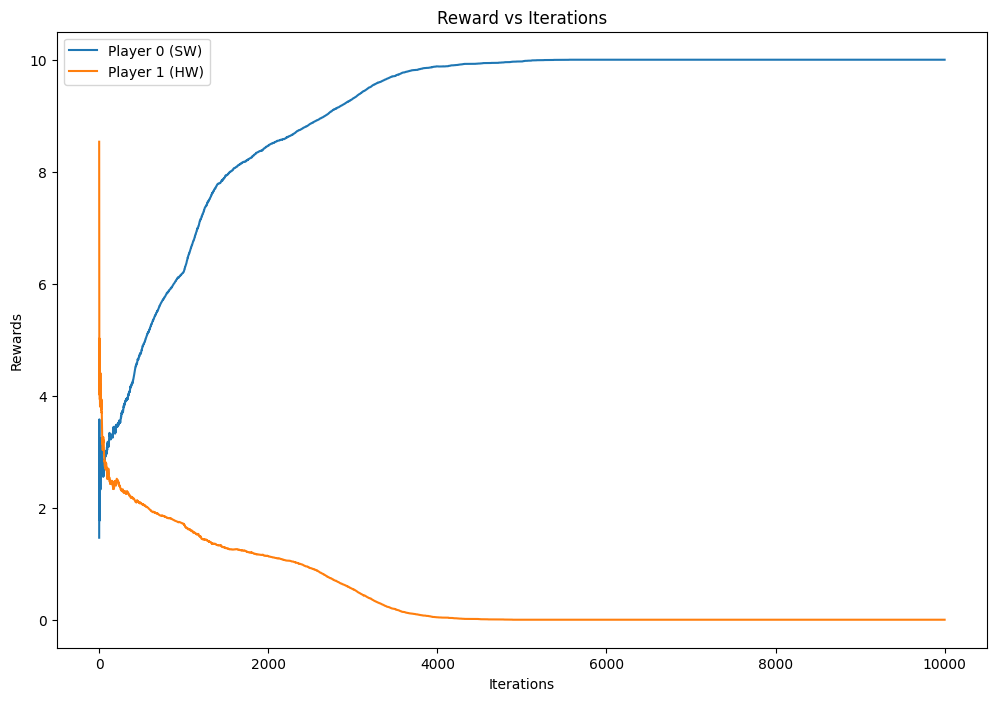 Reward vs Iterations
Player 0 (SW)
Player 1 (HW)
Rewards
10
8
6
4
2
0
0
2000
4000
6000
8000
10000
Iterations